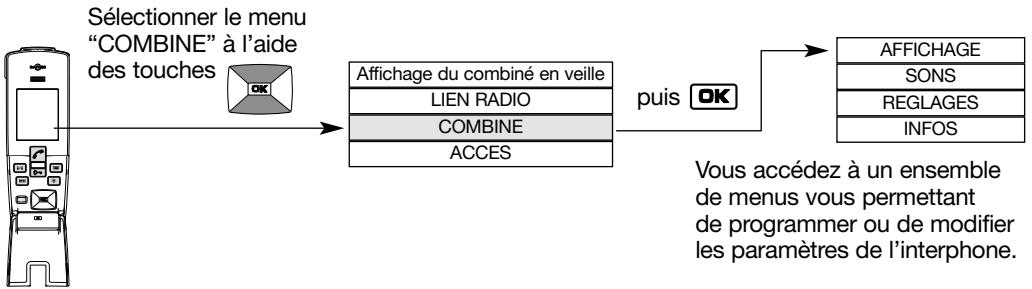 Sélectionner le menu
“COMBINE” à l’aide
des touches
OK
Affichage du combiné en veille
LIEN RADIO
COMBINE
ACCES
puis OK
AFFICHAGE
SONS
REGLAGES
INFOS
Vous accédez à un ensemble
de menus vous permettant
de programmer ou de modifier
les paramètres de l’interphone.